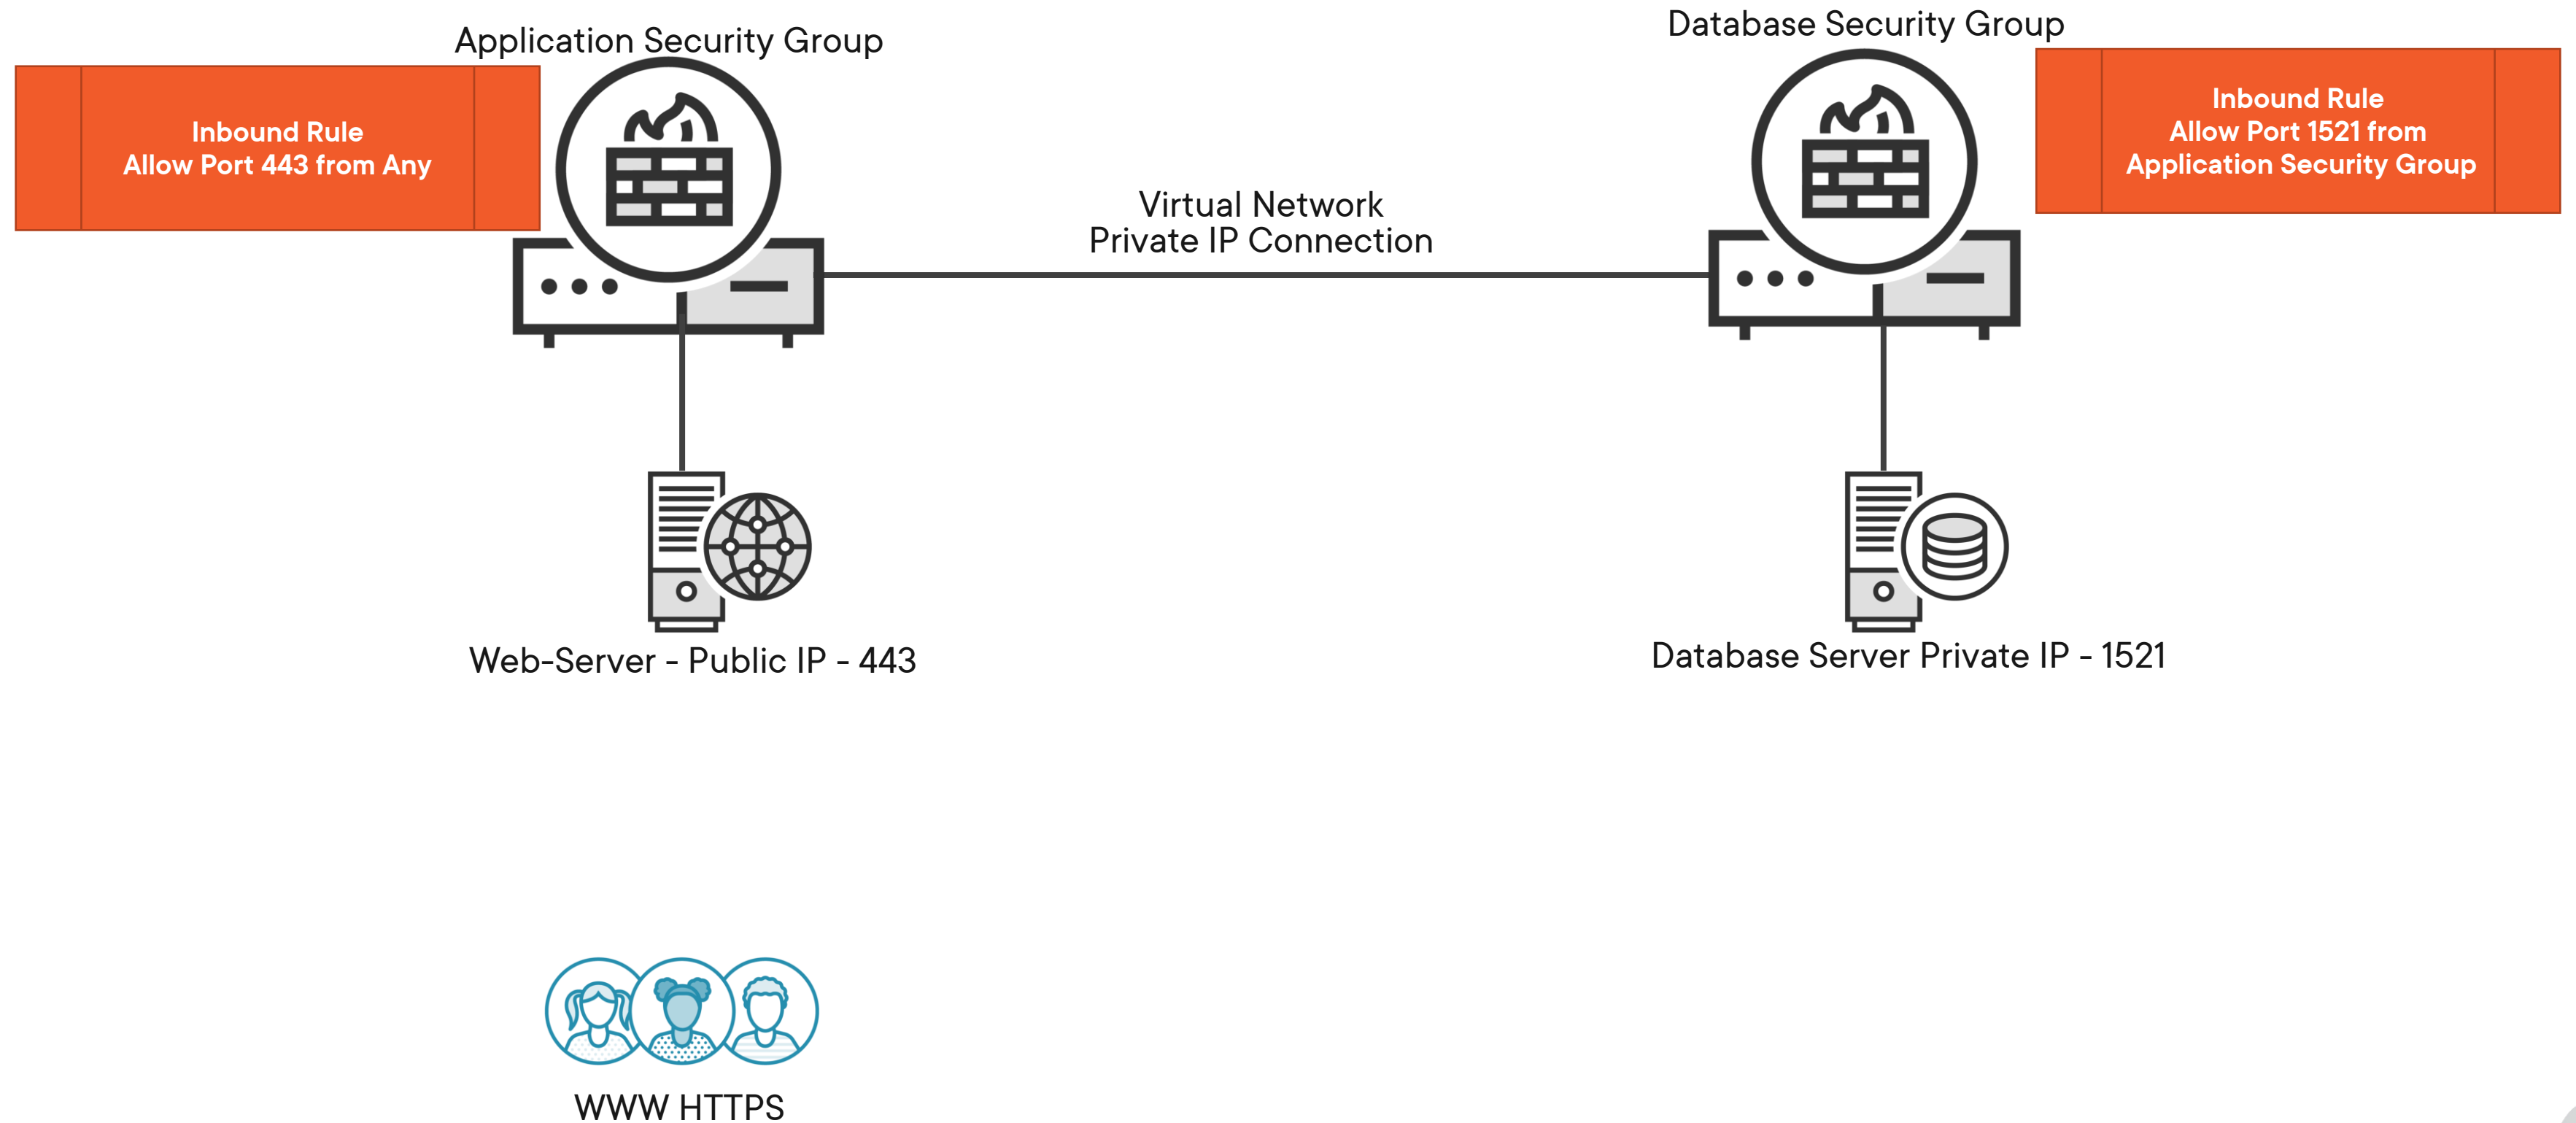 Application Security Group
Database Security Group
Inbound Rule
Allow Port 443 from Any
Inbound Rule
Allow Port 1521 from
Application Security Group
Virtual Network
Private IP Connection
Web-Server - Public IP - 443
Database Server Private IP - 1521
WWW HTTPS